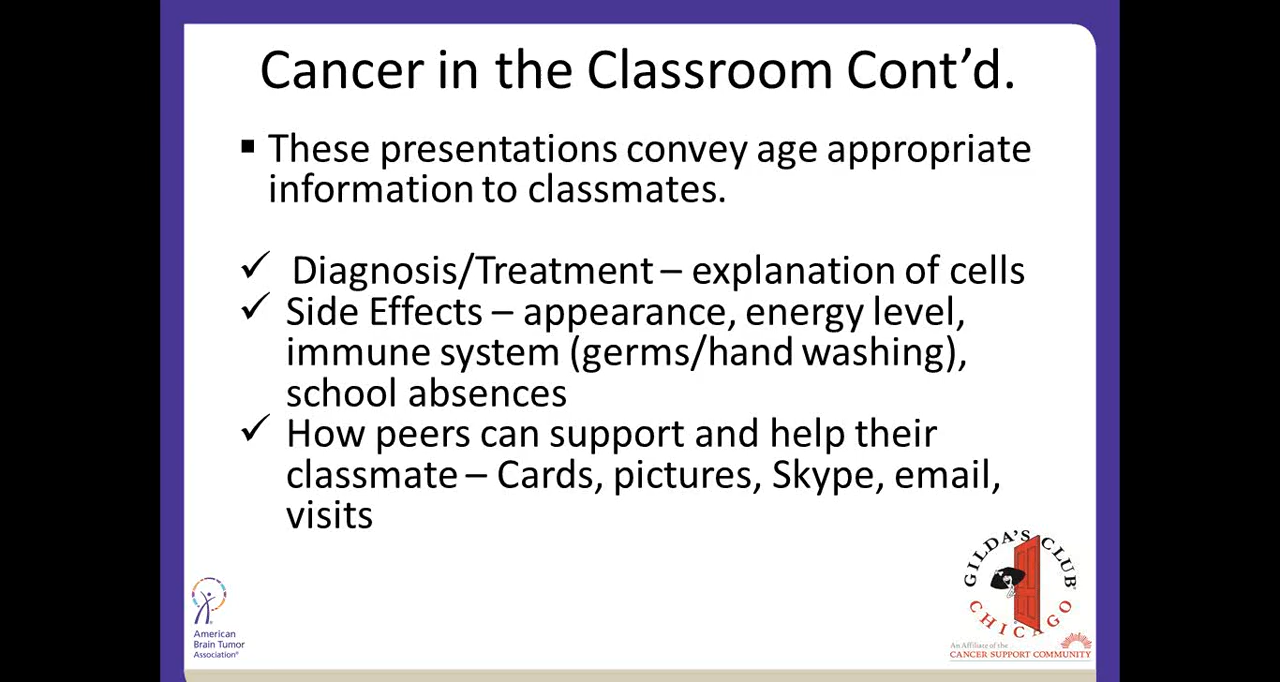 Cancer in the Classroom Cont’d.
▪ These presentations convey age appropriate
information to classmates.
✓ Diagnosis/Treatment – explanation of cells
✓ Side Effects – appearance, energy level,
immune system (germs/hand washing),
school absences
✓ How peers can support and help their
classmate – Cards, pictures, Skype, email,
visits
American
Brain Tumor
Association®
GILDA'S CLUB
CHICAGO
An Affiliate of the
CANCER SUPPORT COMMUNITY